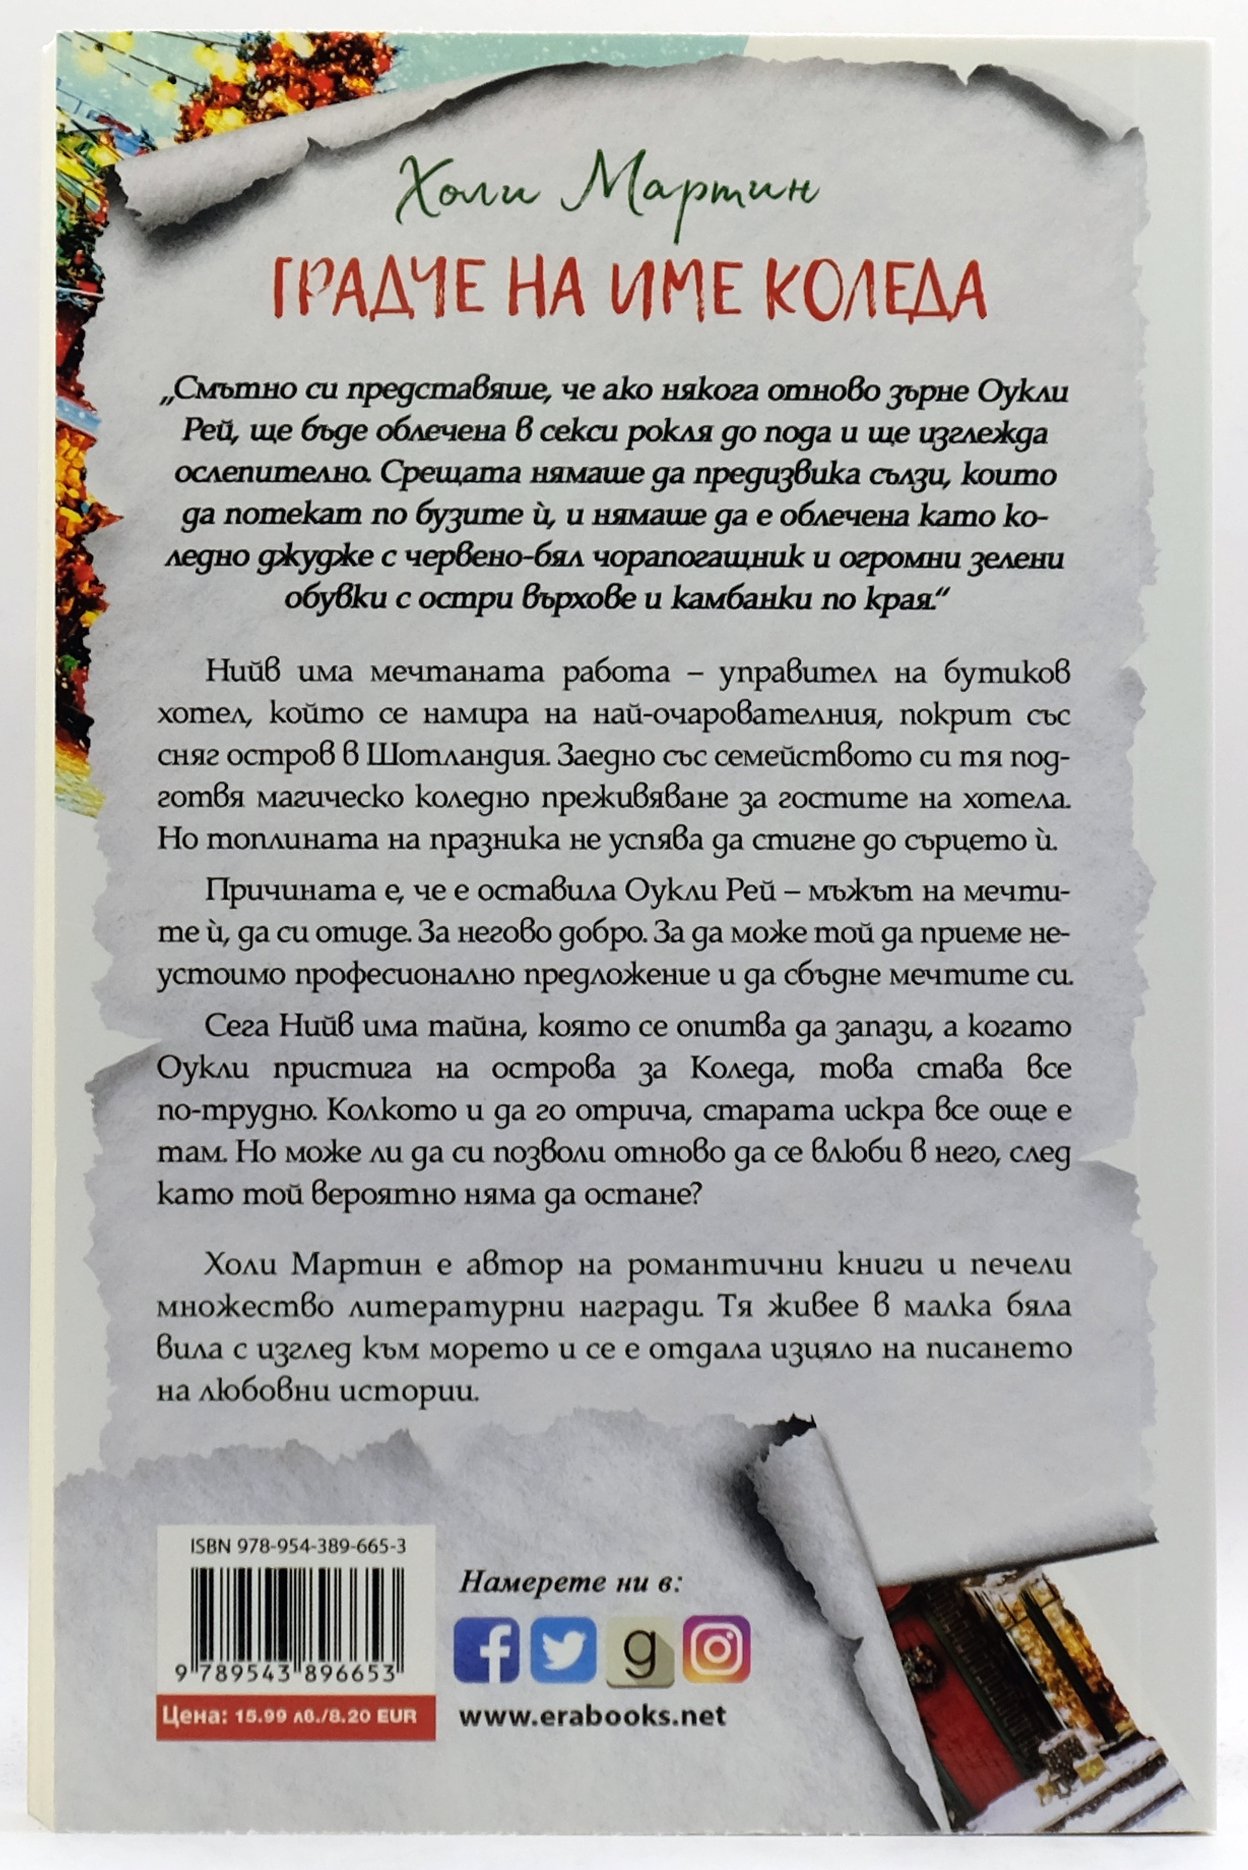 Холи Мартин
ГРАДЧЕ НА ИМЕ КОЛЕДА
„Смътно си представяше, че ако някога отново зърне Оукли
Рей, ще бъде облечена в секси рокля до пода и ще изглежда
ослепително. Срещата нямаше да предизвика сълзи, които
да потекат по бузите ѝ, и нямаше да е облечена като ко-
ледно джудже с червено-бял чорапогащник и огромни зелени
обувки с остри върхове и камбанки по края.“
Нийв има мечтаната работа – управител на бутиков
хотел, който се намира на най-очарователния, покрит със
сняг остров в Шотландия. Заедно със семейството си тя под-
готвя магическо коледно преживяване за гостите на хотела.
Но топлината на празника не успява да стигне до сърцето ѝ.
Причината е, че е оставила Оукли Рей – мъжът на мечти-
те ѝ, да си отиде. За негово добро. За да може той да приеме не-
устоимо професионално предложение и да сбъдне мечтите си.
Сега Нийв има тайна, която се опитва да запази, а когато
Оукли пристига на острова за Коледа, това става все
по-трудно. Колкото и да го отрича, старата искра все още е
там. Но може ли да си позволи отново да се влюби в него, след
като той вероятно няма да остане?
Холи Мартин е автор на романтични книги и печели
множество литературни награди. Тя живее в малка бяла
вила с изглед към морето и се е отдала изцяло на писането
на любовни истории.
ISBN 978-954-389-665-3
9 789543 896653
Цена: 15.99 лв./8.20 EUR
Намерете ни в:
f g
www.erabooks.net